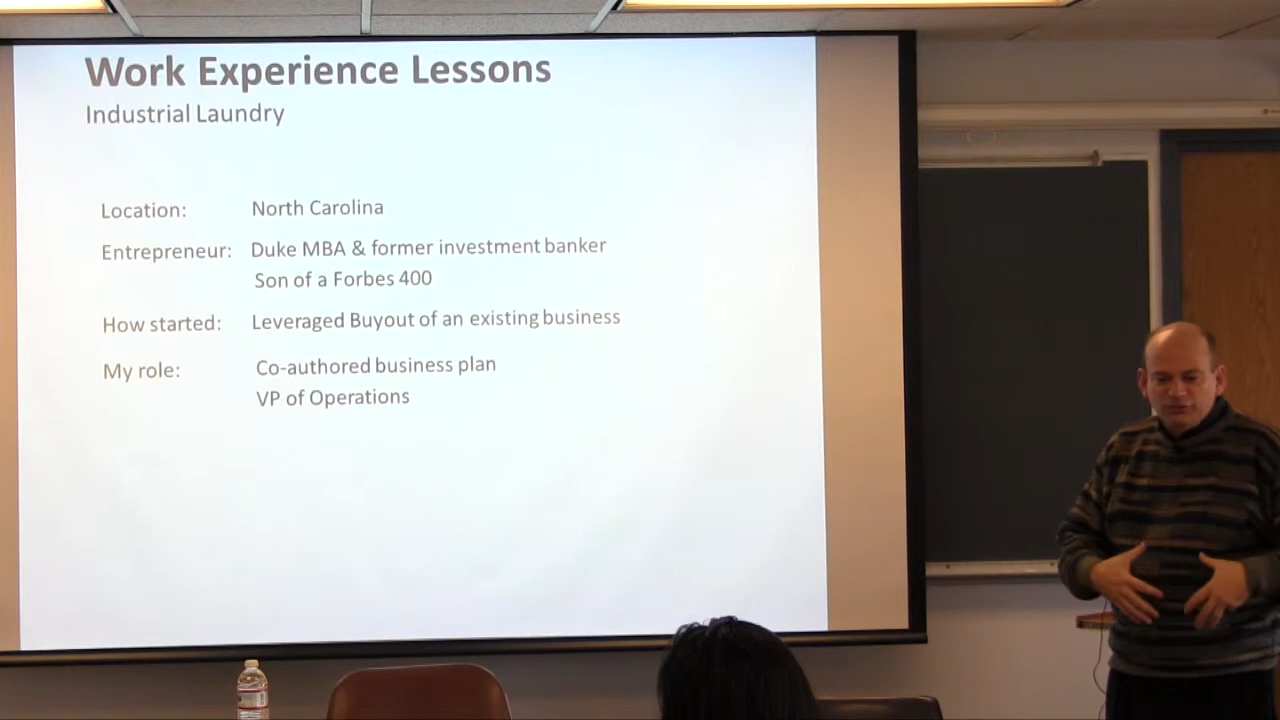 Work Experience Lessons
Industrial Laundry
Location: North Carolina
Entrepreneur: Duke MBA & former investment banker
Son of a Forbes 400
How started: Leveraged Buyout of an existing business
My role: Co-authored business plan
VP of Operations